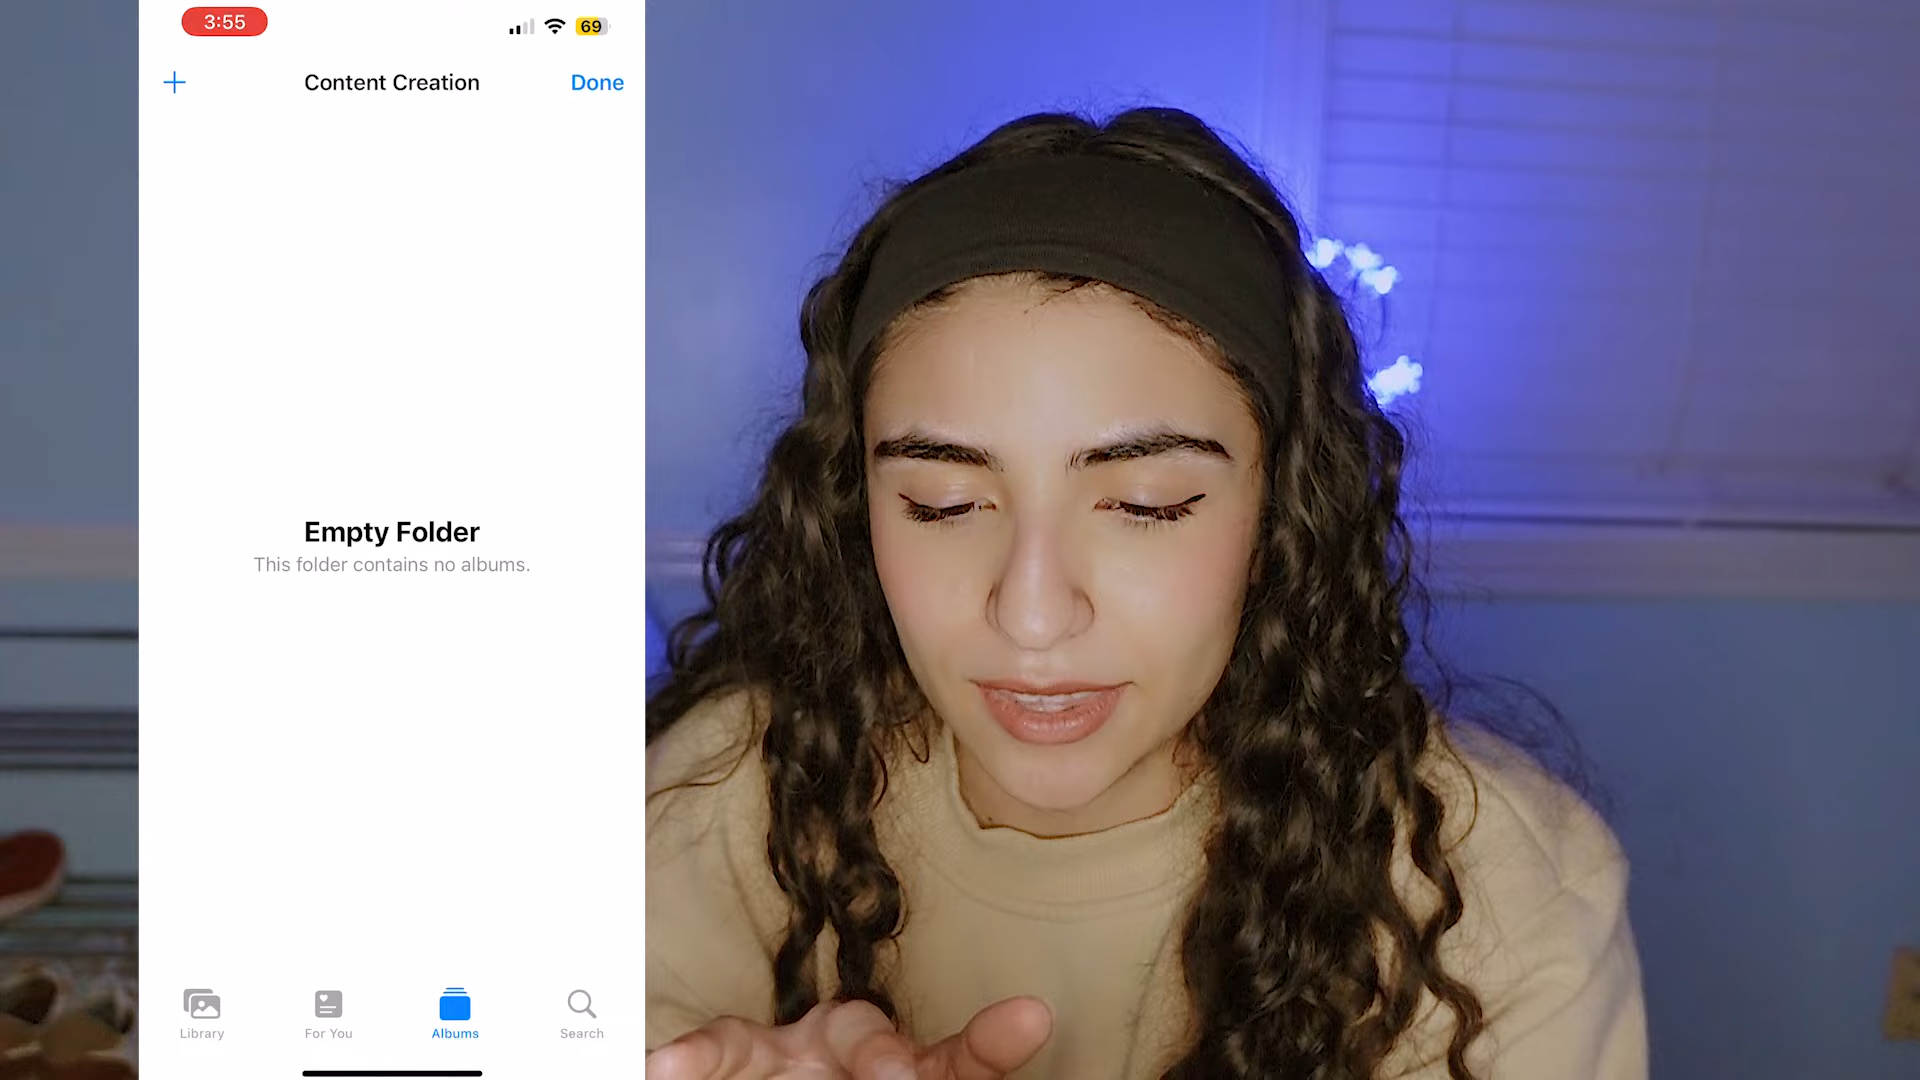 3:55
69
Content Creation
Done
Empty Folder
This folder contains no albums.
Library
For You
Albums
Search